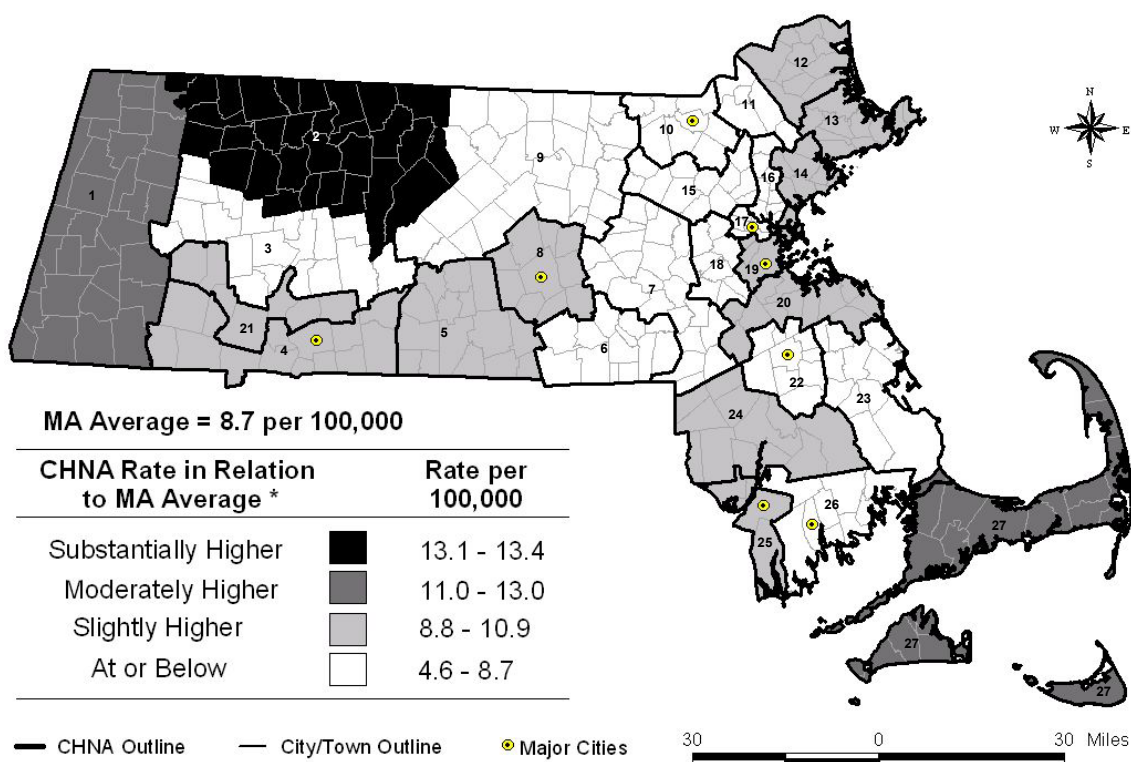 12
11
N
10
13
W E
2
S
9
16
14
15
1
17
3
8
18
19
7
20
21
5
4
6
22
23
24
MA Average = 8.7 per 100,000
CHNA Rate in Relation to MA Average * Rate per 100,000
26
27
25
Substantially Higher 13.1 - 13.4
Moderately Higher 11.0 - 13.0
Slightly Higher 8.8 - 10.9
27
At or Below 4.6 - 8.7
27
CHNA Outline City/Town Outline Major Cities
30 0 30 Miles